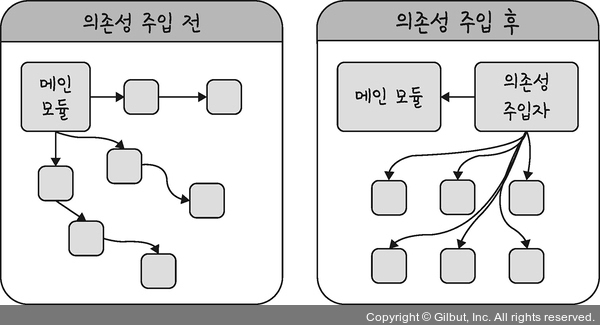 의존성 주입 전
메인
모듈
의존성 주입 후
메인 모듈
의존성
주입자
Copyright © Gilbut, Inc. All rights reserved.